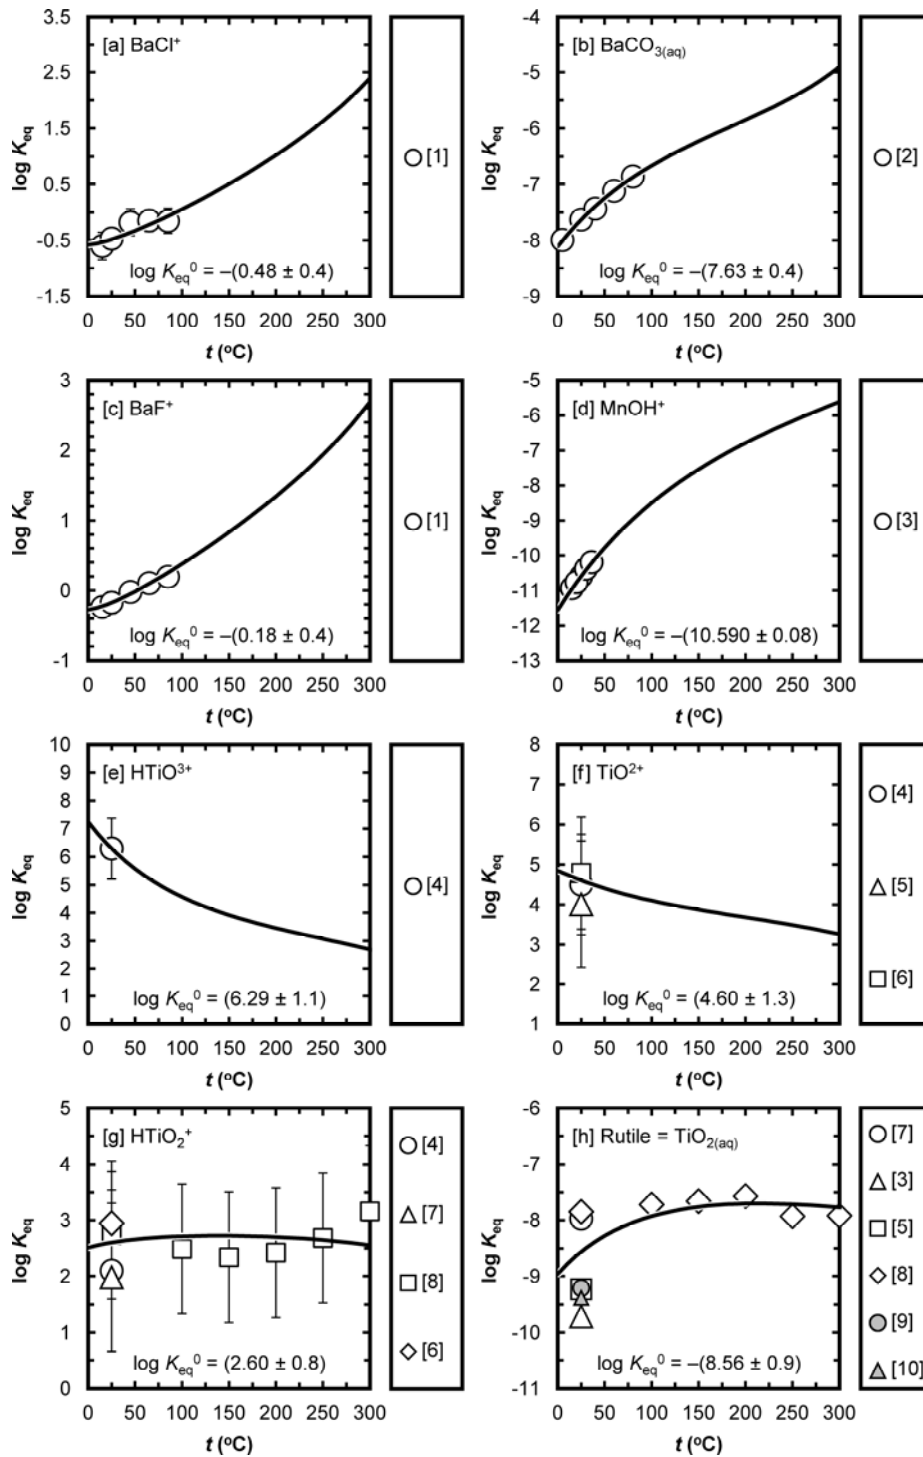 [a] BaCl⁺
3.5
2.5
1.5
0.5
-0.5
-1.5
log K_eq
log K_eq⁰ = –(0.48 ± 0.4)
0 50 100 150 200 250 300
t (°C)
[1]
[b] BaCO₃₍ₐq₎
-4
-5
-6
-7
-8
-9
log K_eq
log K_eq⁰ = –(7.63 ± 0.4)
0 50 100 150 200 250 300
t (°C)
[2]
[c] BaF⁺
3
2
1
0
-1
log K_eq
log K_eq⁰ = –(0.18 ± 0.4)
0 50 100 150 200 250 300
t (°C)
[1]
[d] MnOH⁺
-5
-6
-7
-8
-9
-10
-11
-12
-13
log K_eq
log K_eq⁰ = –(10.590 ± 0.08)
0 50 100 150 200 250 300
t (°C)
[3]
[e] HTiO³⁺
10
9
8
7
6
5
4
3
2
1
0
log K_eq
log K_eq⁰ = (6.29 ± 1.1)
0 50 100 150 200 250 300
t (°C)
[4]
[f] TiO²⁺
8
7
6
5
4
3
2
1
log K_eq
log K_eq⁰ = (4.60 ± 1.3)
0 50 100 150 200 250 300
t (°C)
[4]
[5]
[6]
[g] HTiO₂⁺
5
4
3
2
1
0
log K_eq
log K_eq⁰ = (2.60 ± 0.8)
0 50 100 150 200 250 300
t (°C)
[4]
[7]
[8]
[6]
[h] Rutile = TiO₂₍ₐq₎
-6
-7
-8
-9
-10
-11
log K_eq
log K_eq⁰ = –(8.56 ± 0.9)
0 50 100 150 200 250 300
t (°C)
[7]
[3]
[5]
[8]
[9]
[10]